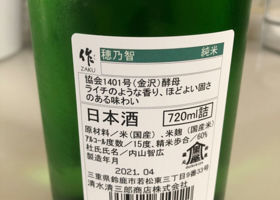 作
ZAKU
穂乃智
純米
協会1401号(金沢)酵母
ライチのような香り、ほどよい固さ
のある味わい
日本酒
720ml詰
原材料/米(国産)、米麹(国産米)
アルコール度数/15度、精米歩合/60%
杜氏氏名/内山智広
製造年月
2021.04
三重県鈴鹿市若松東三丁目9番33号
清水清三郎商店株式会社